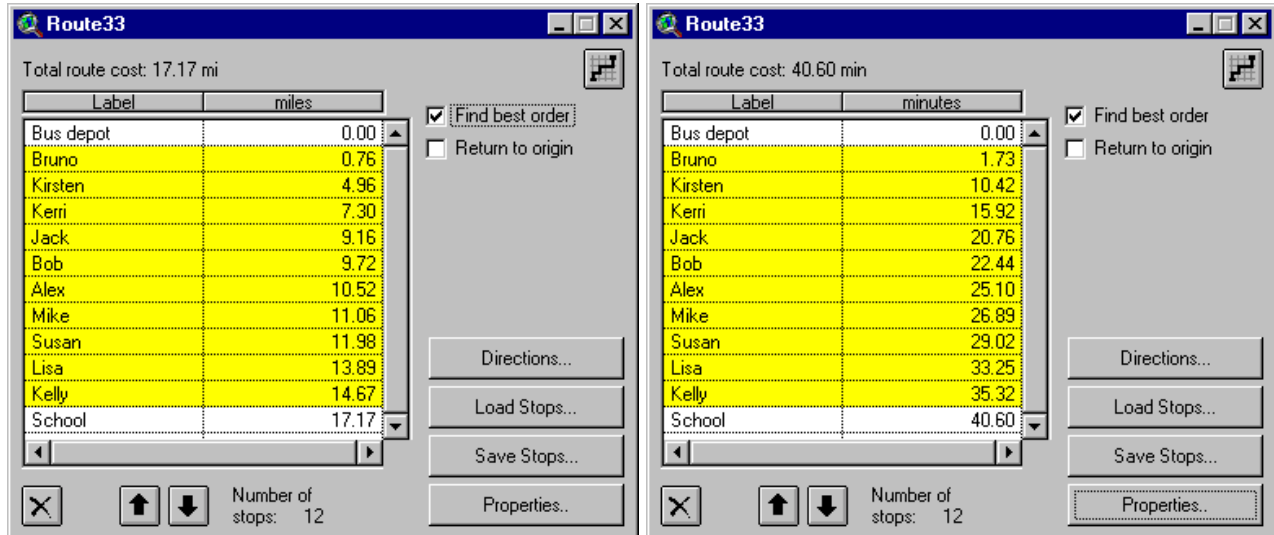 Route33
Total route cost: 17.17 mi
Label miles
Bus depot 0.00
Bruno 0.76
Kirsten 4.96
Kerri 7.30
Jack 9.16
Bob 9.72
Alex 10.52
Mike 11.06
Susan 11.98
Lisa 13.89
Kelly 14.67
School 17.17
Find best order
Return to origin
Directions...
Load Stops...
Save Stops...
Properties..
Number of
stops: 12
Route33
Total route cost: 40.60 min
Label minutes
Bus depot 0.00
Bruno 1.73
Kirsten 10.42
Kerri 15.92
Jack 20.76
Bob 22.44
Alex 25.10
Mike 26.89
Susan 29.02
Lisa 33.25
Kelly 35.32
School 40.60
Find best order
Return to origin
Directions...
Load Stops...
Save Stops...
Properties..
Number of
stops: 12